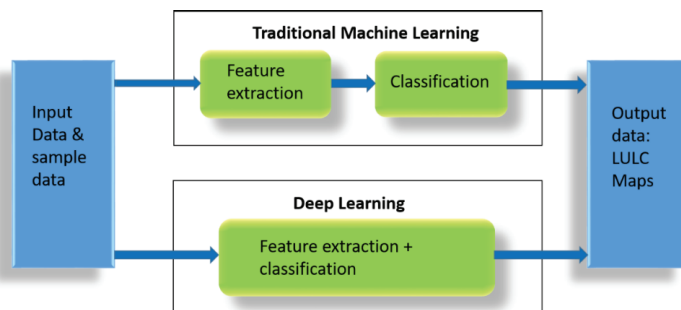 Traditional Machine Learning
Input
Data &
sample
data
Feature
extraction
Classification
Output
data:
LULC
Maps
Deep Learning
Feature extraction +
classification